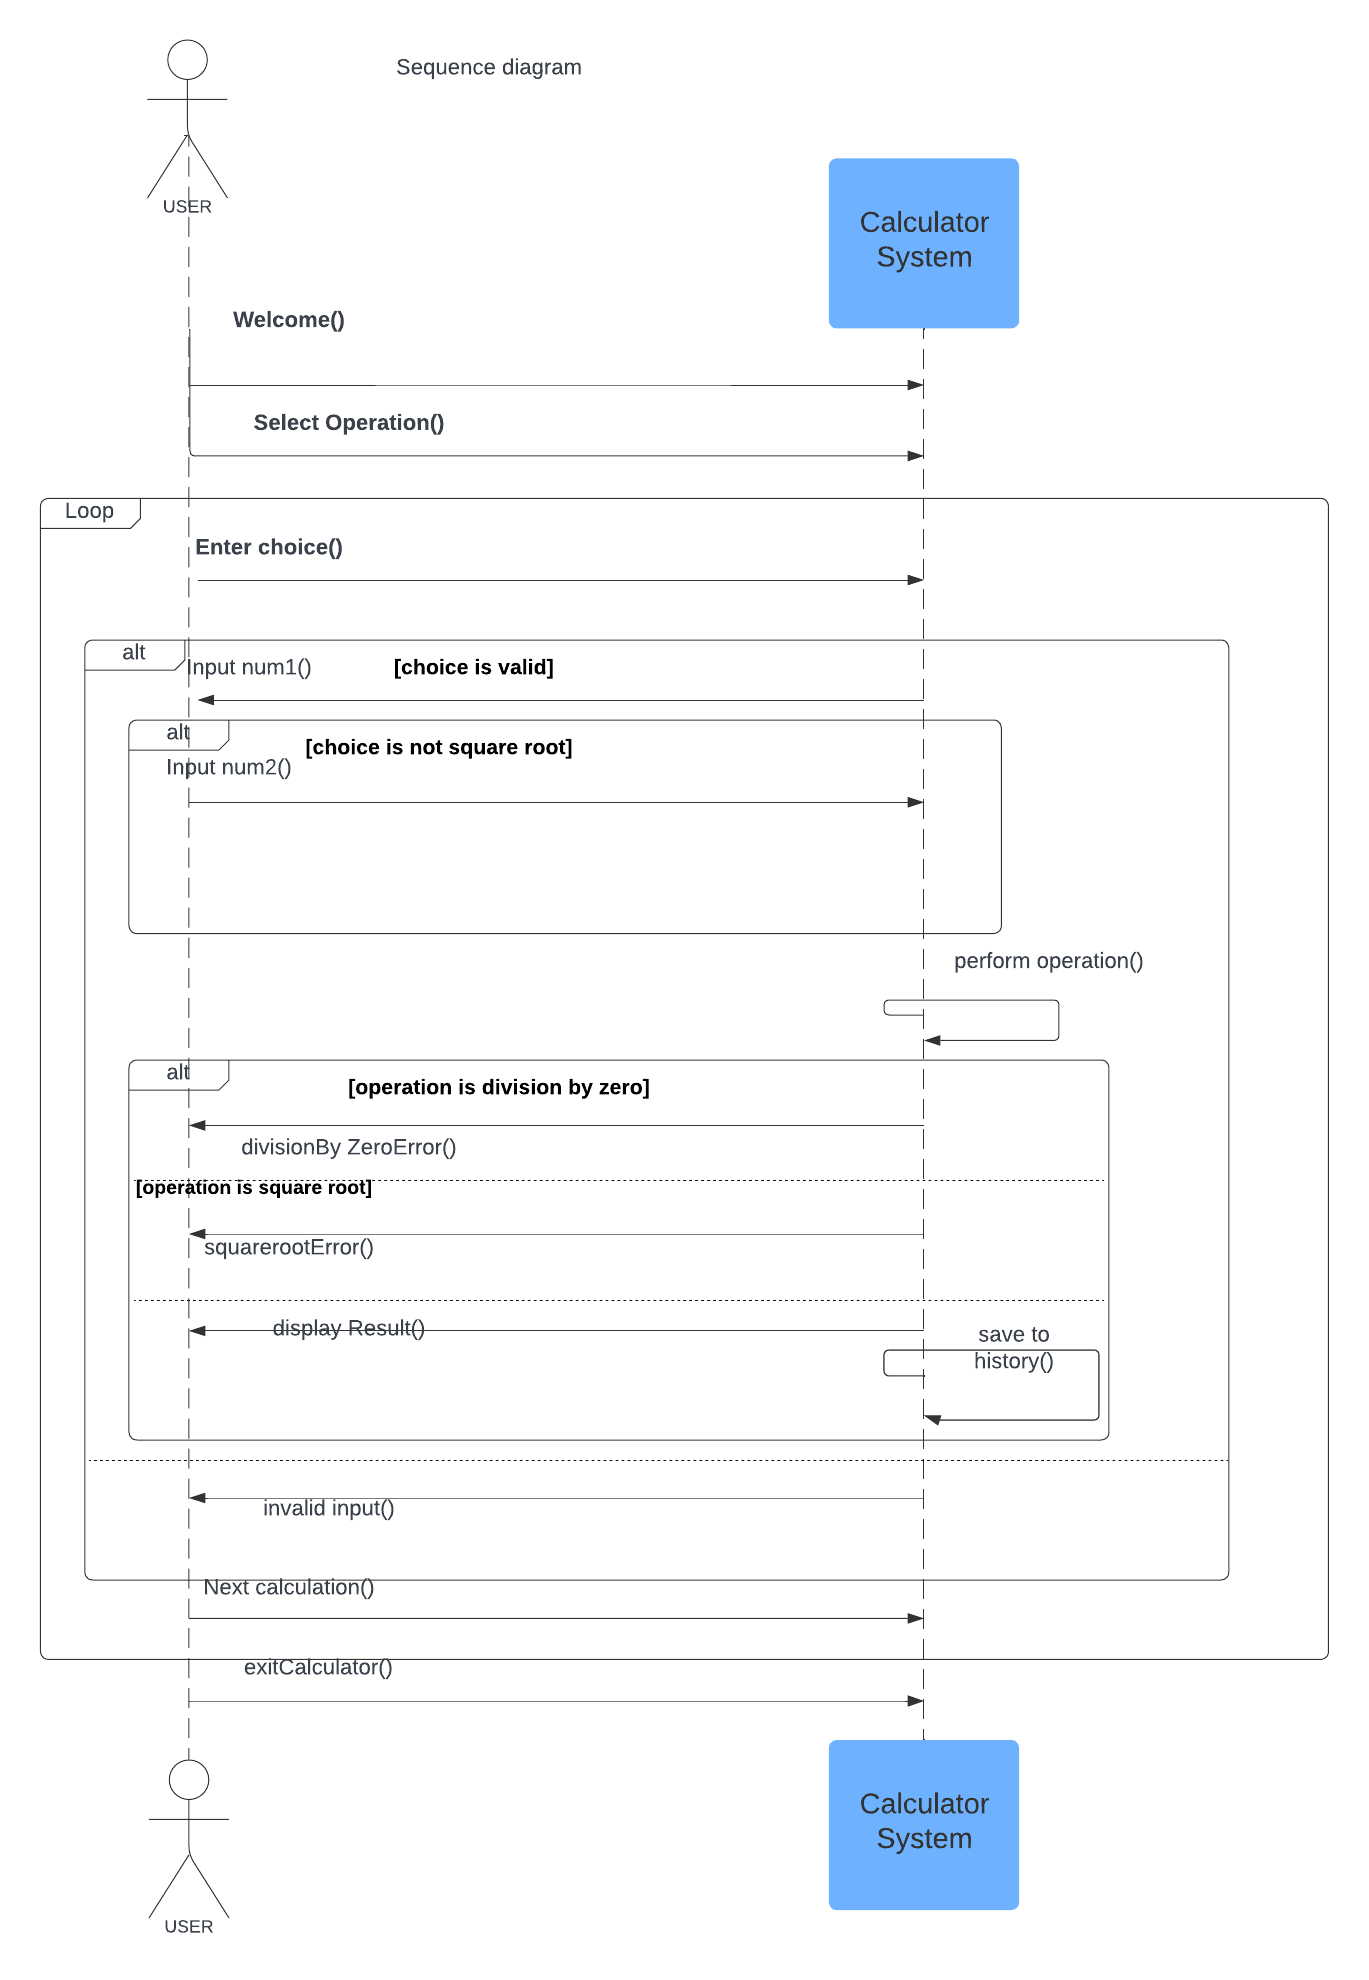 Sequence diagram
USER
Calculator
System
Welcome()
Select Operation()
Loop
Enter choice()
alt
Input num1()
[choice is valid]
alt
[choice is not square root]
Input num2()
perform operation()
alt
[operation is division by zero]
divisionBy ZeroError()
[operation is square root]
squarerootError()
display Result()
save to
history()
invalid input()
Next calculation()
exitCalculator()
Calculator
System
USER